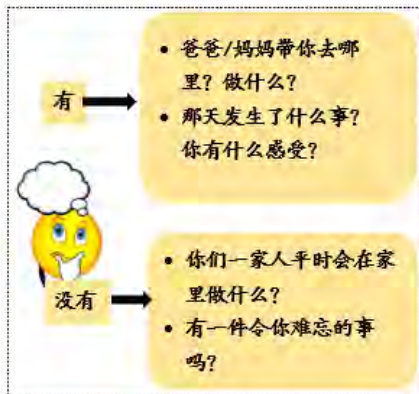 有
• 爸爸/妈妈带你去哪
里？做什么？
• 那天发生了什么事？
你有什么感受？
没有
• 你们一家人平时会在家
里做什么？
• 有一件令你难忘的事
吗？